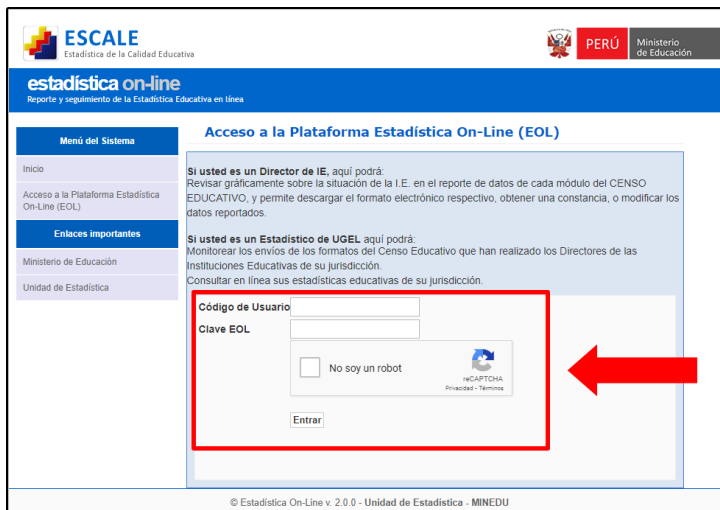 ESCALE
Estadística de la Calidad Educativa
PERÚ
Ministerio
de Educación
estadística on-line
Reporte y seguimiento de la Estadística Educativa en línea
Menú del Sistema
Inicio
Acceso a la Plataforma Estadística
On-Line (EOL)
Enlaces importantes
Ministerio de Educación
Unidad de Estadística
Acceso a la Plataforma Estadística On-Line (EOL)
Si usted es un Director de IE, aquí podrá:
Revisar gráficamente sobre la situación de la I.E. en el reporte de datos de cada módulo del CENSO
EDUCATIVO, y permite descargar el formato electrónico respectivo, obtener una constancia, o modificar los
datos reportados.
Si usted es un Estadístico de UGEL aquí podrá:
Monitorear los envíos de los formatos del Censo Educativo que han realizado los Directores de las
Instituciones Educativas de su jurisdicción.
Consultar en línea sus estadísticas educativas de su jurisdicción.
Código de Usuario
Clave EOL
No soy un robot
reCAPTCHA
Privacidad - Términos
Entrar
© Estadística On-Line v. 2.0.0 - Unidad de Estadística - MINEDU